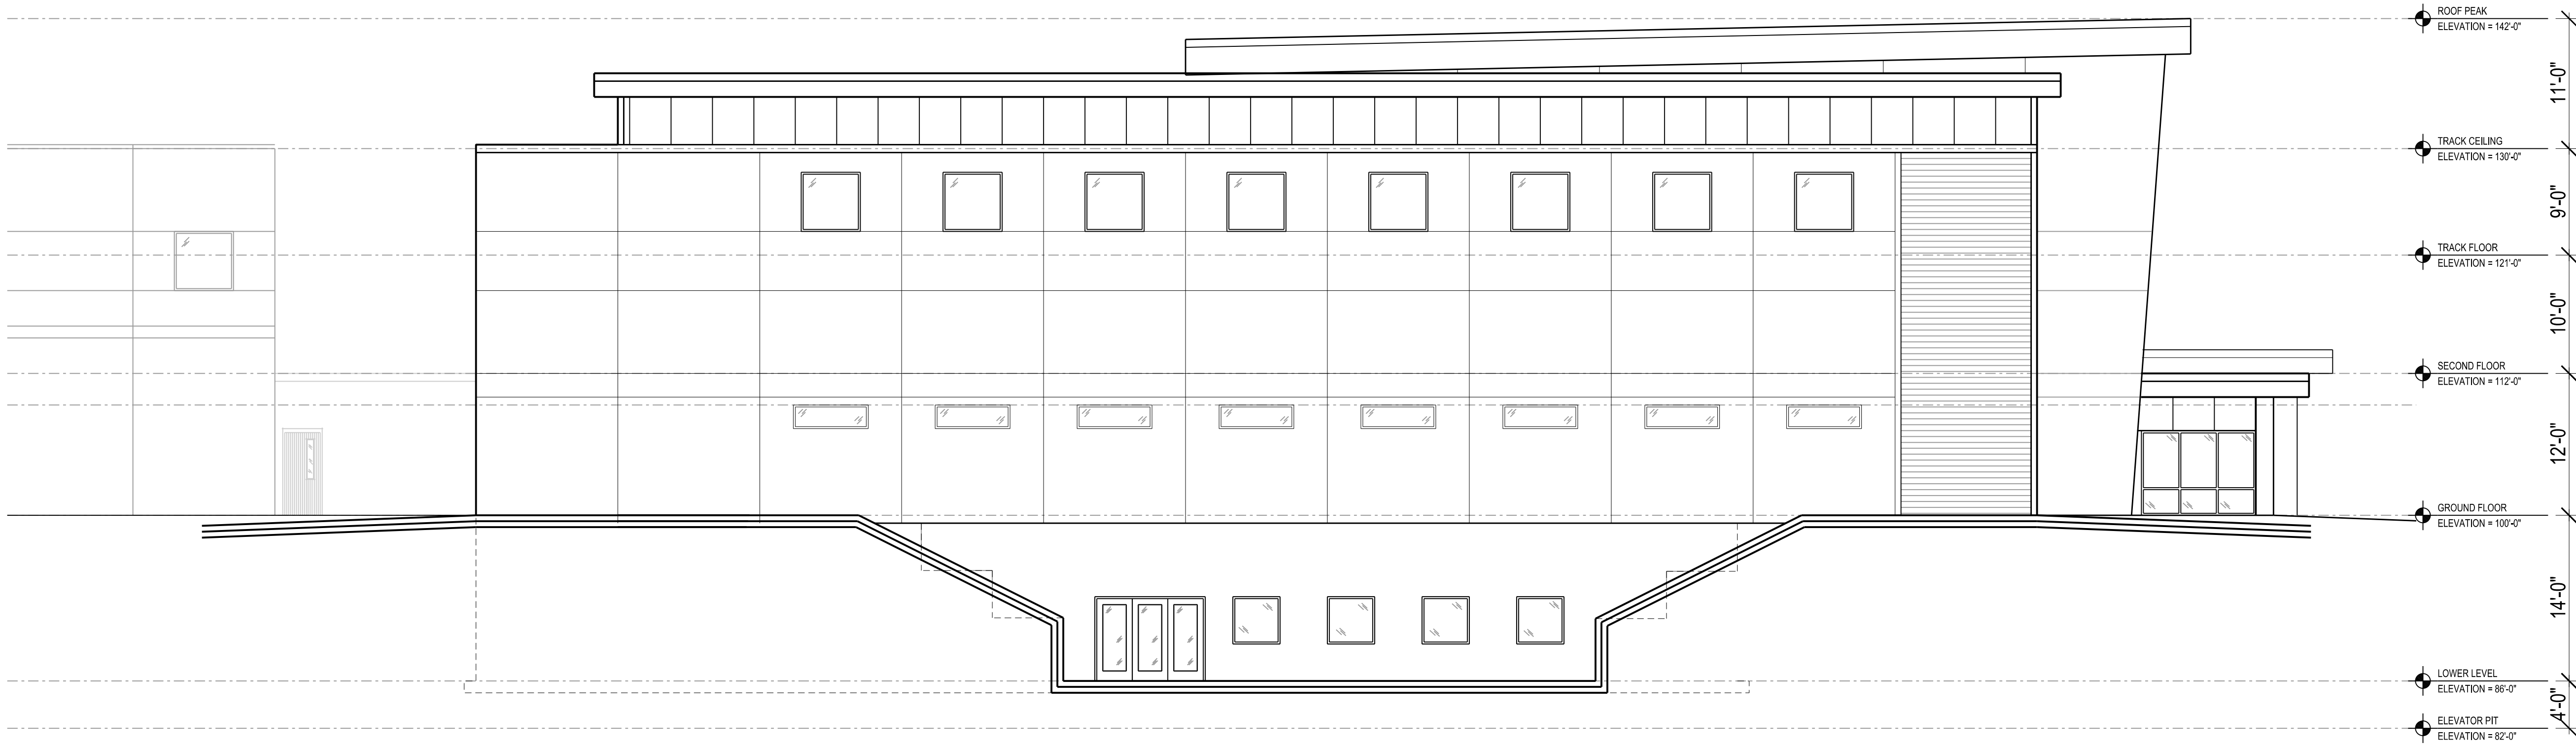 ROOF PEAK
ELEVATION = 142'-0"
11'-0"
TRACK CEILING
ELEVATION = 130'-0"
9'-0"
TRACK FLOOR
ELEVATION = 121'-0"
10'-0"
SECOND FLOOR
ELEVATION = 112'-0"
12'-0"
GROUND FLOOR
ELEVATION = 100'-0"
14'-0"
LOWER LEVEL
ELEVATION = 86'-0"
4'-0"
ELEVATOR PIT
ELEVATION = 82'-0"